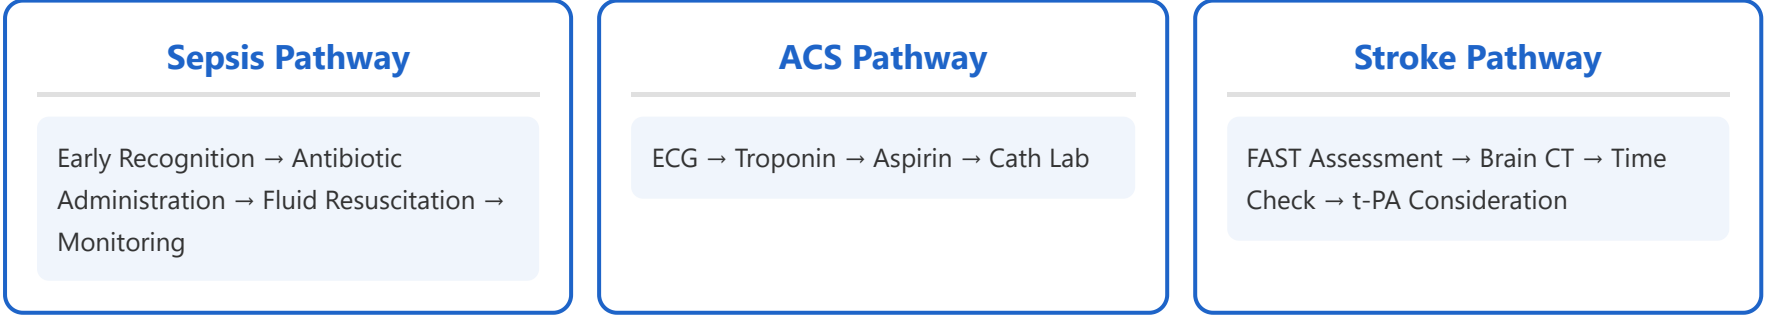 Sepsis Pathway
Early Recognition → Antibiotic
Administration → Fluid Resuscitation →
Monitoring
ACS Pathway
ECG → Troponin → Aspirin → Cath Lab
Stroke Pathway
FAST Assessment → Brain CT → Time
Check → t-PA Consideration